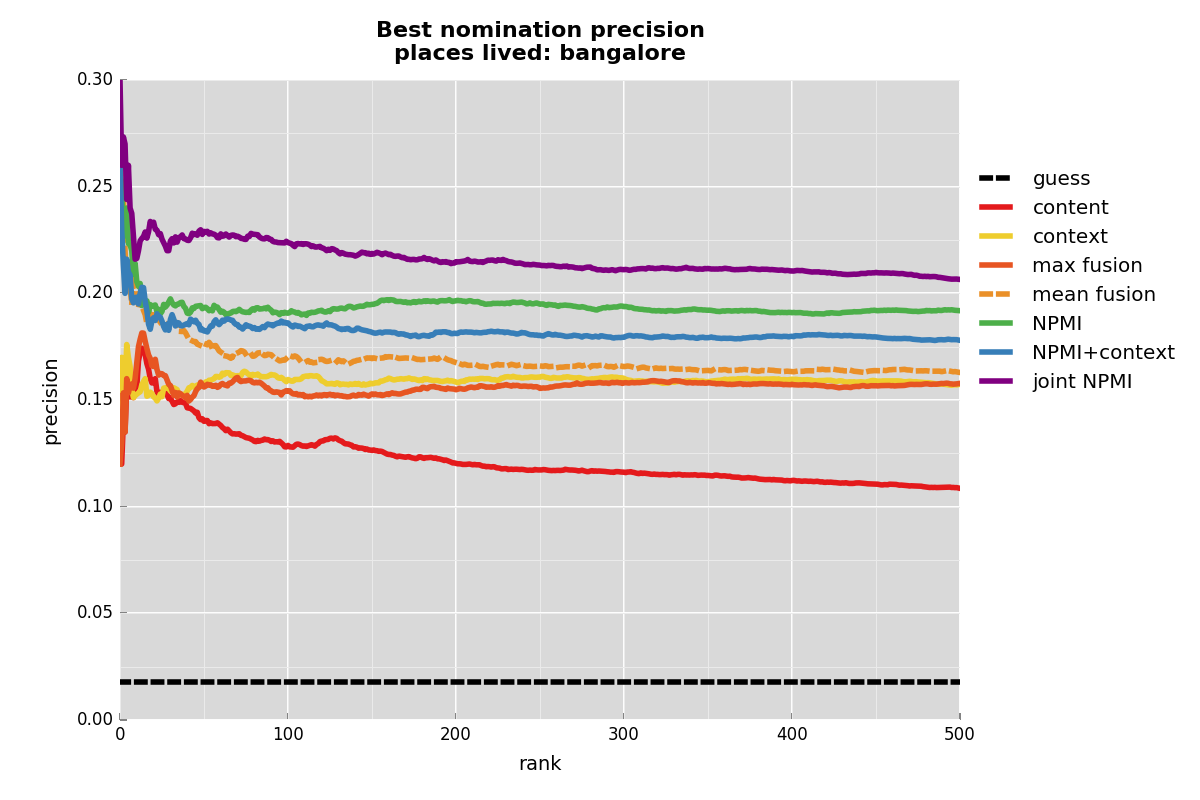 Best nomination precision
places lived: bangalore
0.30
0.25
0.20
0.15
0.10
0.05
0.00
precision
0 100 200 300 400 500
rank
guess
content
context
max fusion
mean fusion
NPMI
NPMI+context
joint NPMI